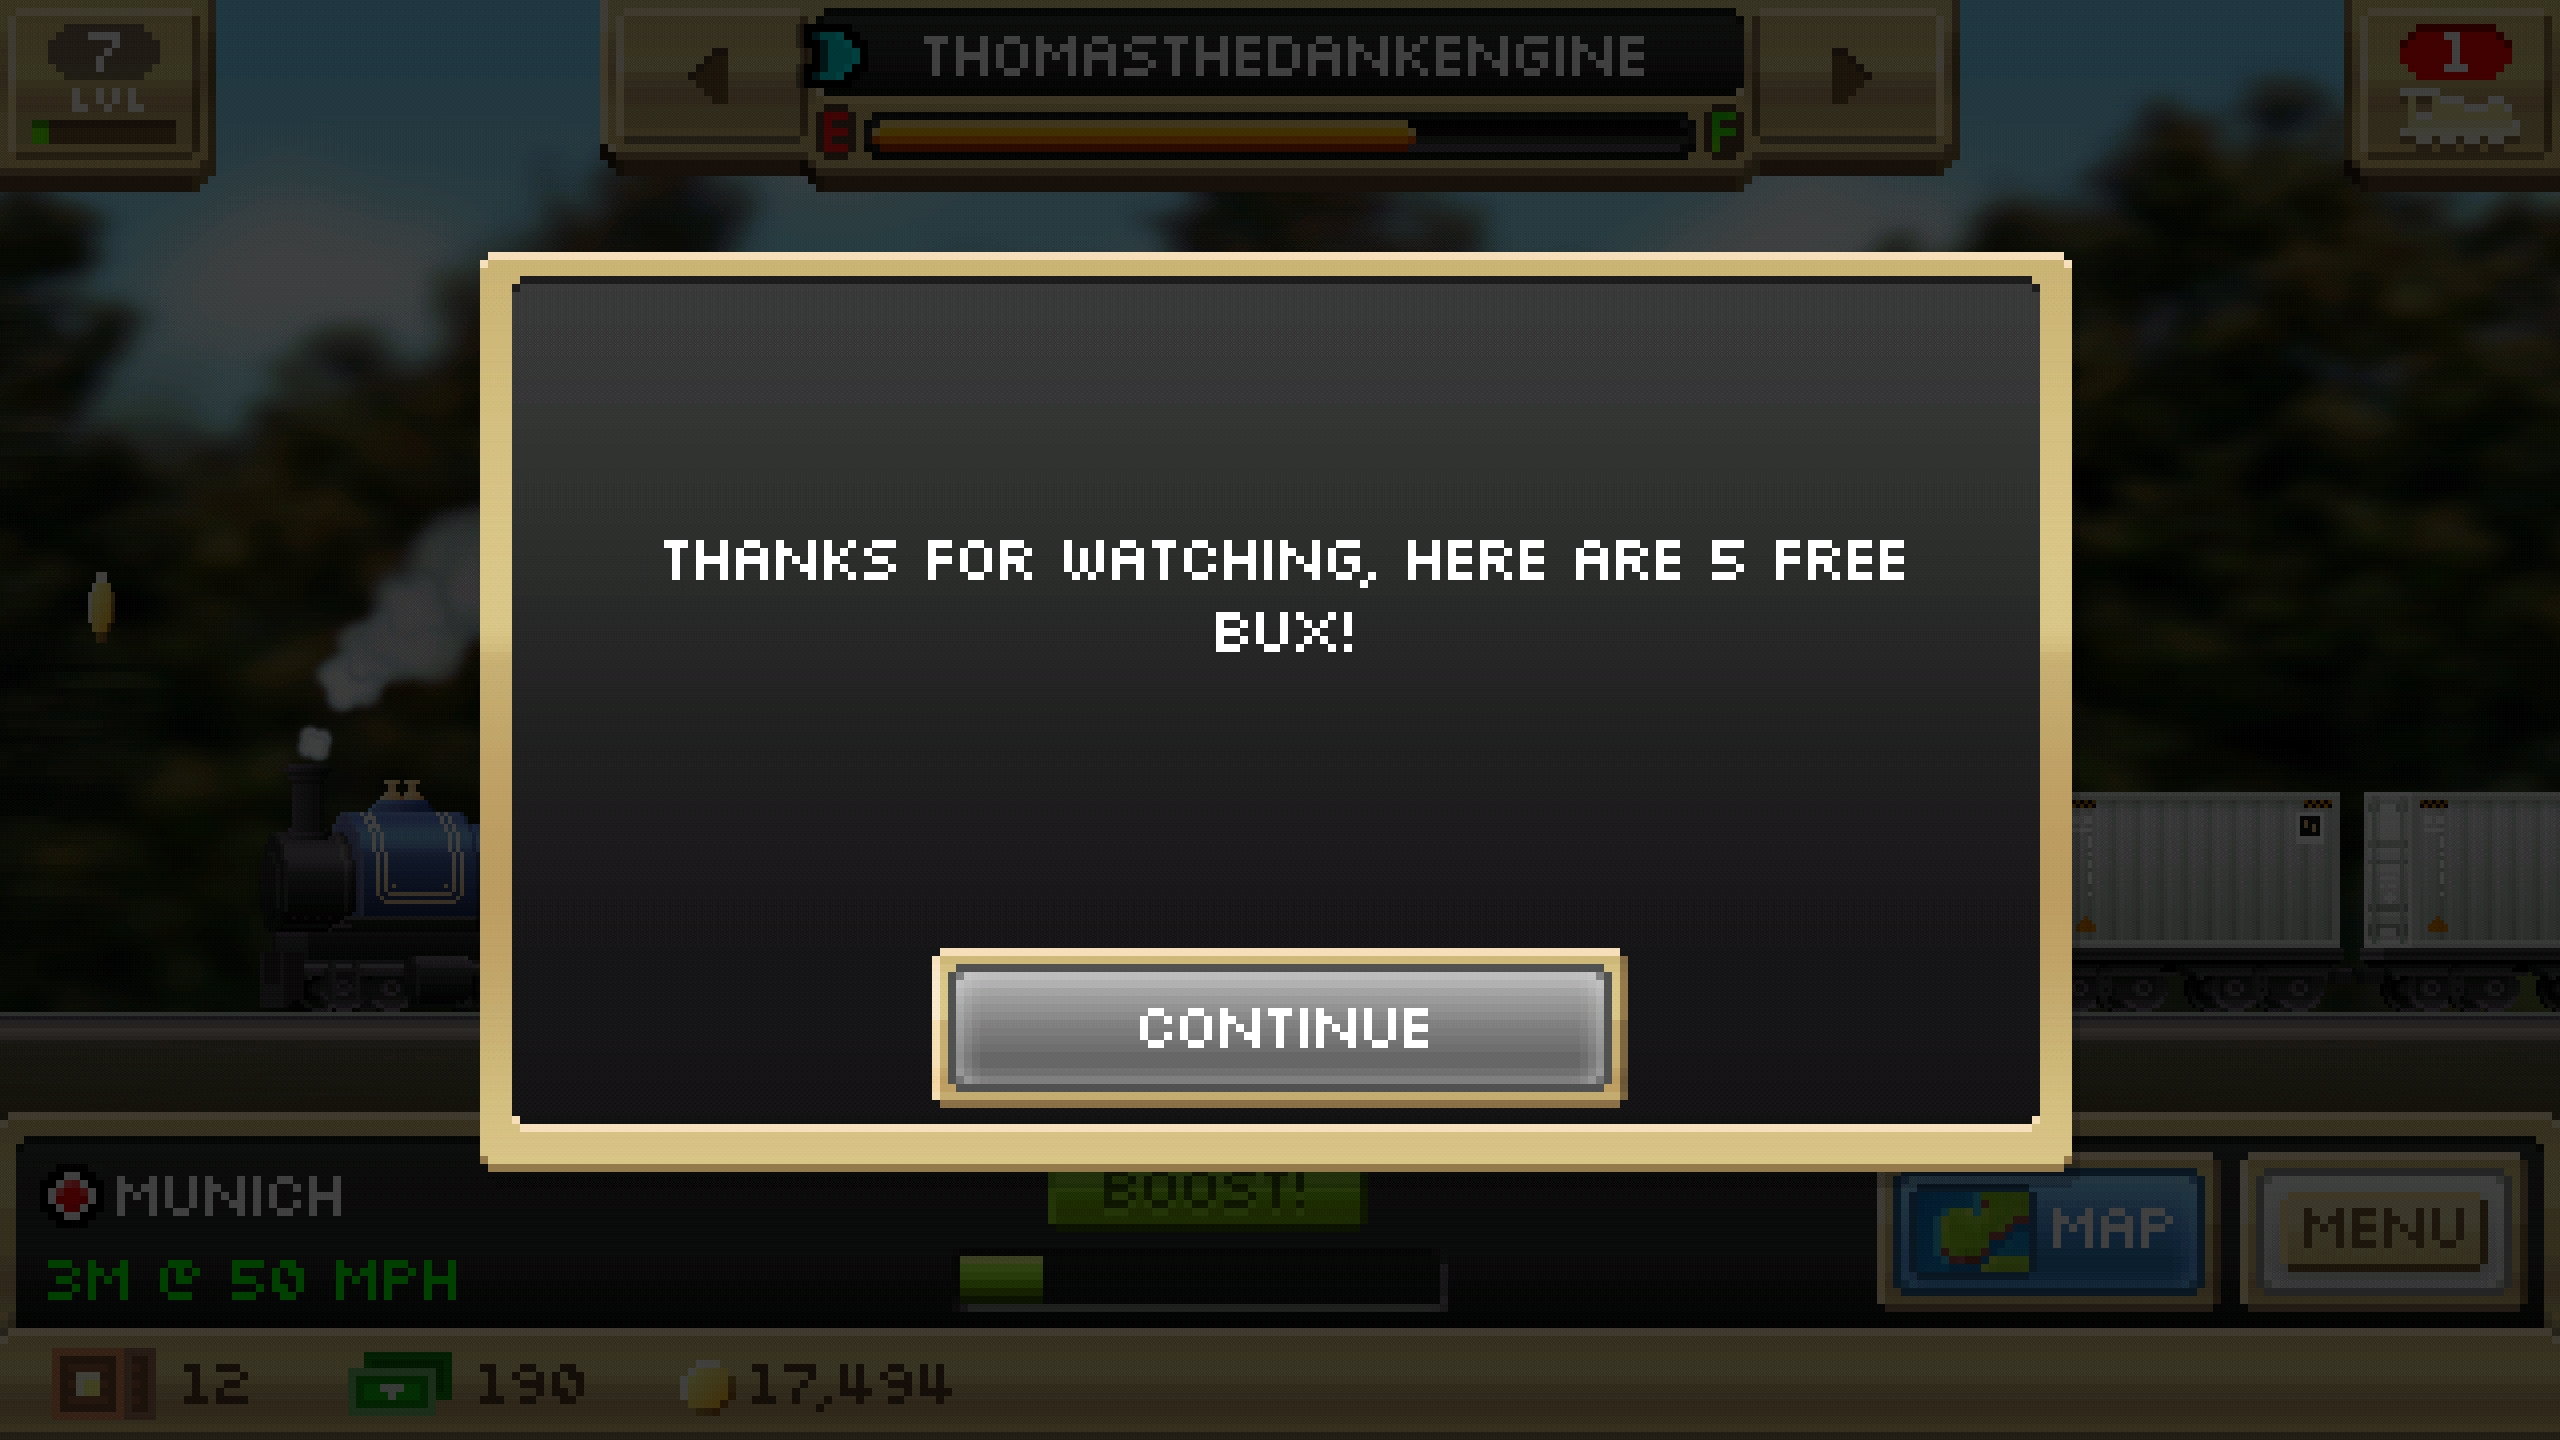 7
LVL
THOMASTHEDANKENGINE
E F
1
THANKS FOR WATCHING, HERE ARE 5 FREE
BUX!
CONTINUE
MUNICH
3M @ 50 MPH
BOOST!
MAP
MENU
12
190
17,494